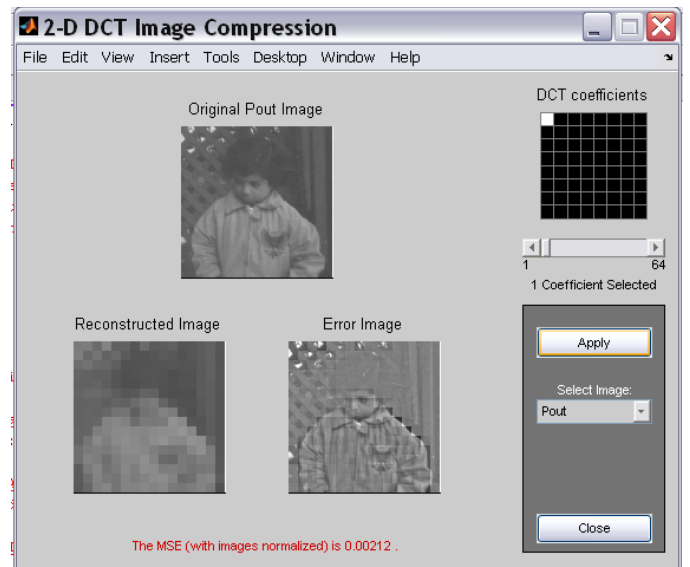 2-D DCT Image Compression
File Edit View Insert Tools Desktop Window Help
Original Pout Image
DCT coefficients
1 64
1 Coefficient Selected
Reconstructed Image
Error Image
Apply
Select Image:
Pout
Close
The MSE (with images normalized) is 0.00212 .